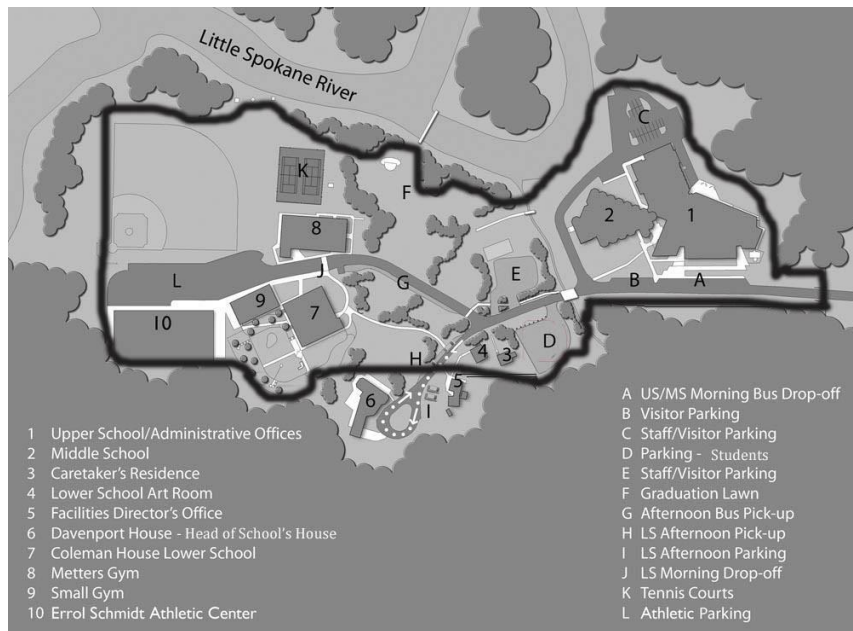 Little Spokane River
C
K
F
2
1
8
J
L
G
E
B
A
9
7
10
D
H
4
3
5
6
I
1 Upper School/Administrative Offices
2 Middle School
3 Caretaker's Residence
4 Lower School Art Room
5 Facilities Director's Office
6 Davenport House - Head of School's House
7 Coleman House Lower School
8 Metters Gym
9 Small Gym
10 Errol Schmidt Athletic Center
A US/MS Morning Bus Drop-off
B Visitor Parking
C Staff/Visitor Parking
D Parking - Students
E Staff/Visitor Parking
F Graduation Lawn
G Afternoon Bus Pick-up
H LS Afternoon Pick-up
I LS Afternoon Parking
J LS Morning Drop-off
K Tennis Courts
L Athletic Parking